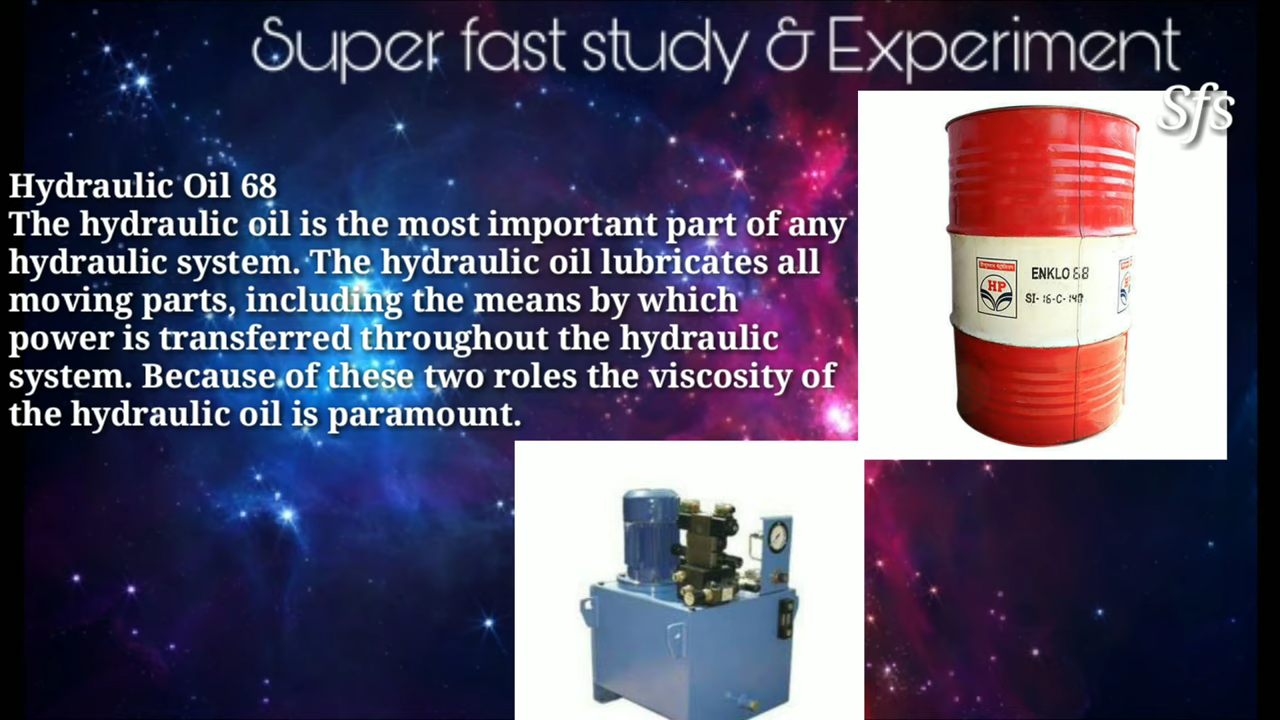 Super fast study & Experiment
Sfs
Hydraulic Oil 68
The hydraulic oil is the most important part of any
hydraulic system. The hydraulic oil lubricates all
moving parts, including the means by which
power is transferred throughout the hydraulic
system. Because of these two roles the viscosity of
the hydraulic oil is paramount.
HP
ENKLO 68
HP